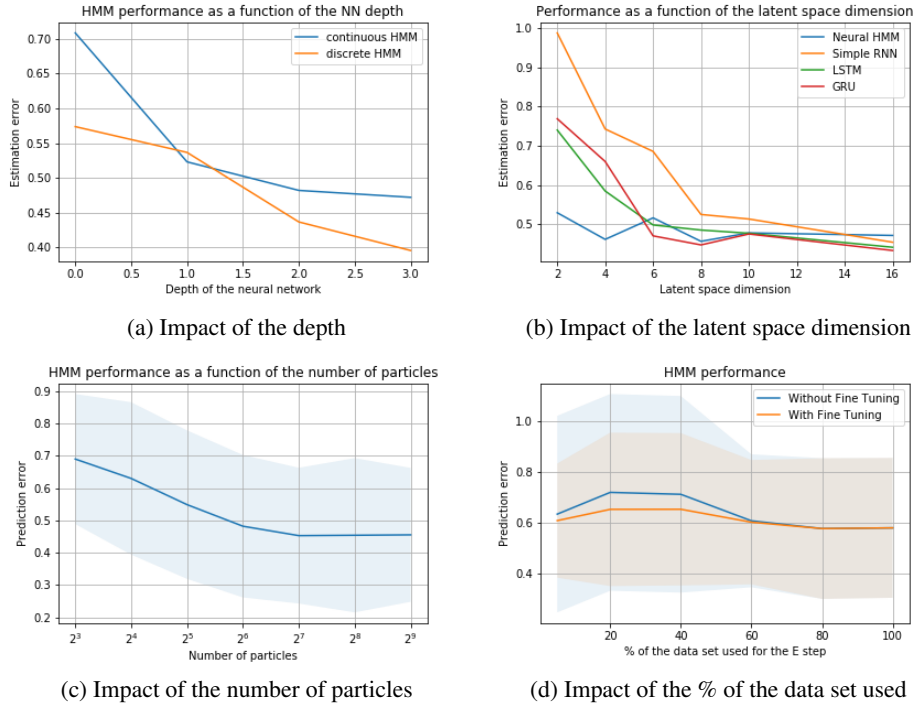 HMM performance as a function of the NN depth
continuous HMM
discrete HMM
0.70
0.65
0.60
0.55
0.50
0.45
0.40
Estimation error
0.0 0.5 1.0 1.5 2.0 2.5 3.0
Depth of the neural network
(a) Impact of the depth
Performance as a function of the latent space dimension
Neural HMM
Simple RNN
LSTM
GRU
1.0
0.9
0.8
0.7
0.6
0.5
Estimation error
2 4 6 8 10 12 14 16
Latent space dimension
(b) Impact of the latent space dimension
HMM performance as a function of the number of particles
0.9
0.8
0.7
0.6
0.5
0.4
0.3
0.2
Prediction error
2³ 2⁴ 2⁵ 2⁶ 2⁷ 2⁸ 2⁹
Number of particles
(c) Impact of the number of particles
HMM performance
Without Fine Tuning
With Fine Tuning
1.0
0.8
0.6
0.4
Prediction error
20 40 60 80 100
% of the data set used for the E step
(d) Impact of the % of the data set used